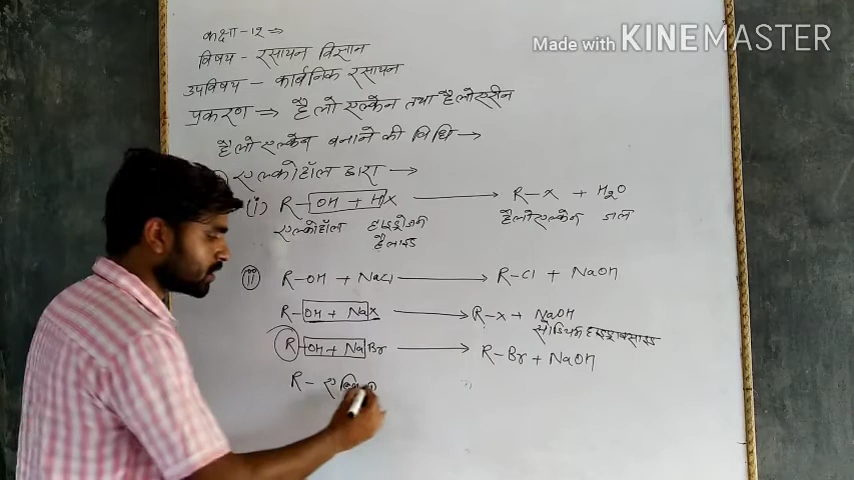 Made with KINEMASTER
कक्षा-12 ⇒
विषय - रसायन विज्ञान
उपविषय - कार्बनिक रसायन
प्रकरण ⇒ हैलोएल्केन तथा हैलोएरीन
हैलोएल्केन बनाने की विधि →
एल्कोहॉल द्वारा →
(i) R-OH + HX → R-X + H₂O
एल्कोहॉल हाइड्रोजन हैलोएल्केन जल
हैलाइड
(ii) R-OH + NaCl → R-Cl + NaOH
R-OH + NaX → R-X + NaOH
सोडियम हाइड्राक्साइड
R-OH + NaBr → R-Br + NaOH
R -